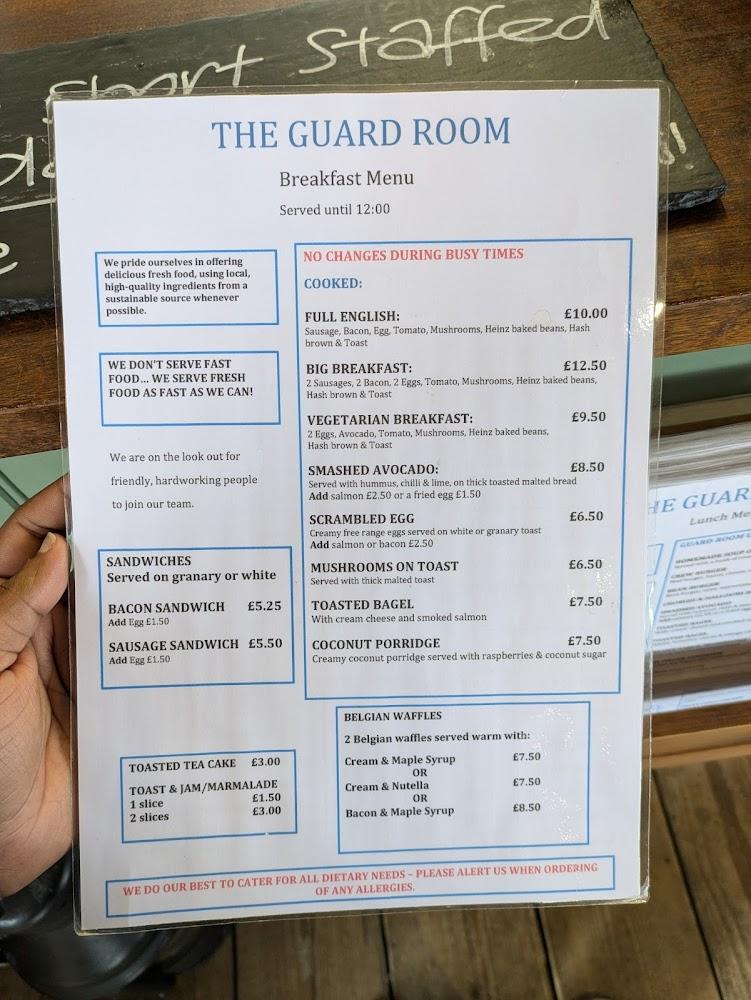 Short Staffed
THE GUARD ROOM
Breakfast Menu
Served until 12:00
We pride ourselves in offering
delicious fresh food, using local,
high-quality ingredients from a
sustainable source whenever
possible.
WE DON'T SERVE FAST
FOOD... WE SERVE FRESH
FOOD AS FAST AS WE CAN!
We are on the look out for
friendly, hardworking people
to join our team.
SANDWICHES
Served on granary or white
BACON SANDWICH £5.25
Add Egg £1.50
SAUSAGE SANDWICH £5.50
Add Egg £1.50
TOASTED TEA CAKE £3.00
TOAST & JAM/MARMALADE
1 slice £1.50
2 slices £3.00
NO CHANGES DURING BUSY TIMES
COOKED:
FULL ENGLISH: £10.00
Sausage, Bacon, Egg, Tomato, Mushrooms, Heinz baked beans, Hash
brown & Toast
BIG BREAKFAST: £12.50
2 Sausages, 2 Bacon, 2 Eggs, Tomato, Mushrooms, Heinz baked beans,
Hash brown & Toast
VEGETARIAN BREAKFAST: £9.50
2 Eggs, Avocado, Tomato, Mushrooms, Heinz baked beans,
Hash brown & Toast
SMASHED AVOCADO: £8.50
Served with hummus, chilli & lime, on thick toasted malted bread
Add salmon £2.50 or a fried egg £1.50
SCRAMBLED EGG £6.50
Creamy free range eggs served on white or granary toast
Add salmon or bacon £2.50
MUSHROOMS ON TOAST £6.50
Served with thick malted toast
TOASTED BAGEL £7.50
With cream cheese and smoked salmon
COCONUT PORRIDGE £7.50
Creamy coconut porridge served with raspberries & coconut sugar
BELGIAN WAFFLES
2 Belgian waffles served warm with:
Cream & Maple Syrup £7.50
OR
Cream & Nutella £7.50
OR
Bacon & Maple Syrup £8.50
WE DO OUR BEST TO CATER FOR ALL DIETARY NEEDS – PLEASE ALERT US WHEN ORDERING
OF ANY ALLERGIES.
HE GUAR
Lunch Me